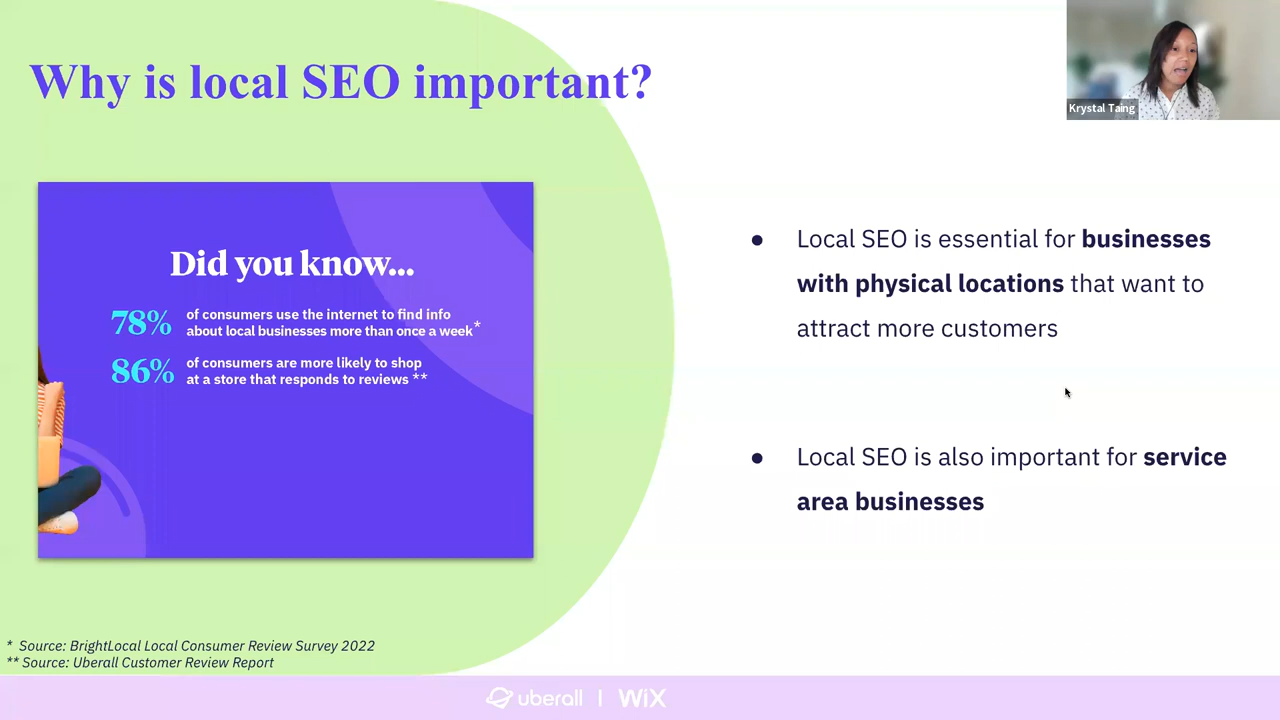 Why is local SEO important?
Krystal Taing
Did you know...
78% of consumers use the internet to find info
about local businesses more than once a week*
86% of consumers are more likely to shop
at a store that responds to reviews **
● Local SEO is essential for businesses
with physical locations that want to
attract more customers
● Local SEO is also important for service
area businesses
* Source: BrightLocal Local Consumer Review Survey 2022
** Source: Uberall Customer Review Report
uberall | WiX